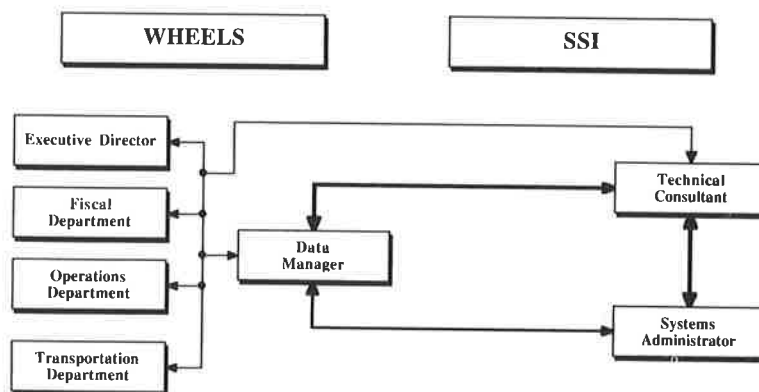 WHEELS
SSI
Executive Director
Fiscal
Department
Operations
Department
Transportation
Department
Data
Manager
Technical
Consultant
Systems
Administrator